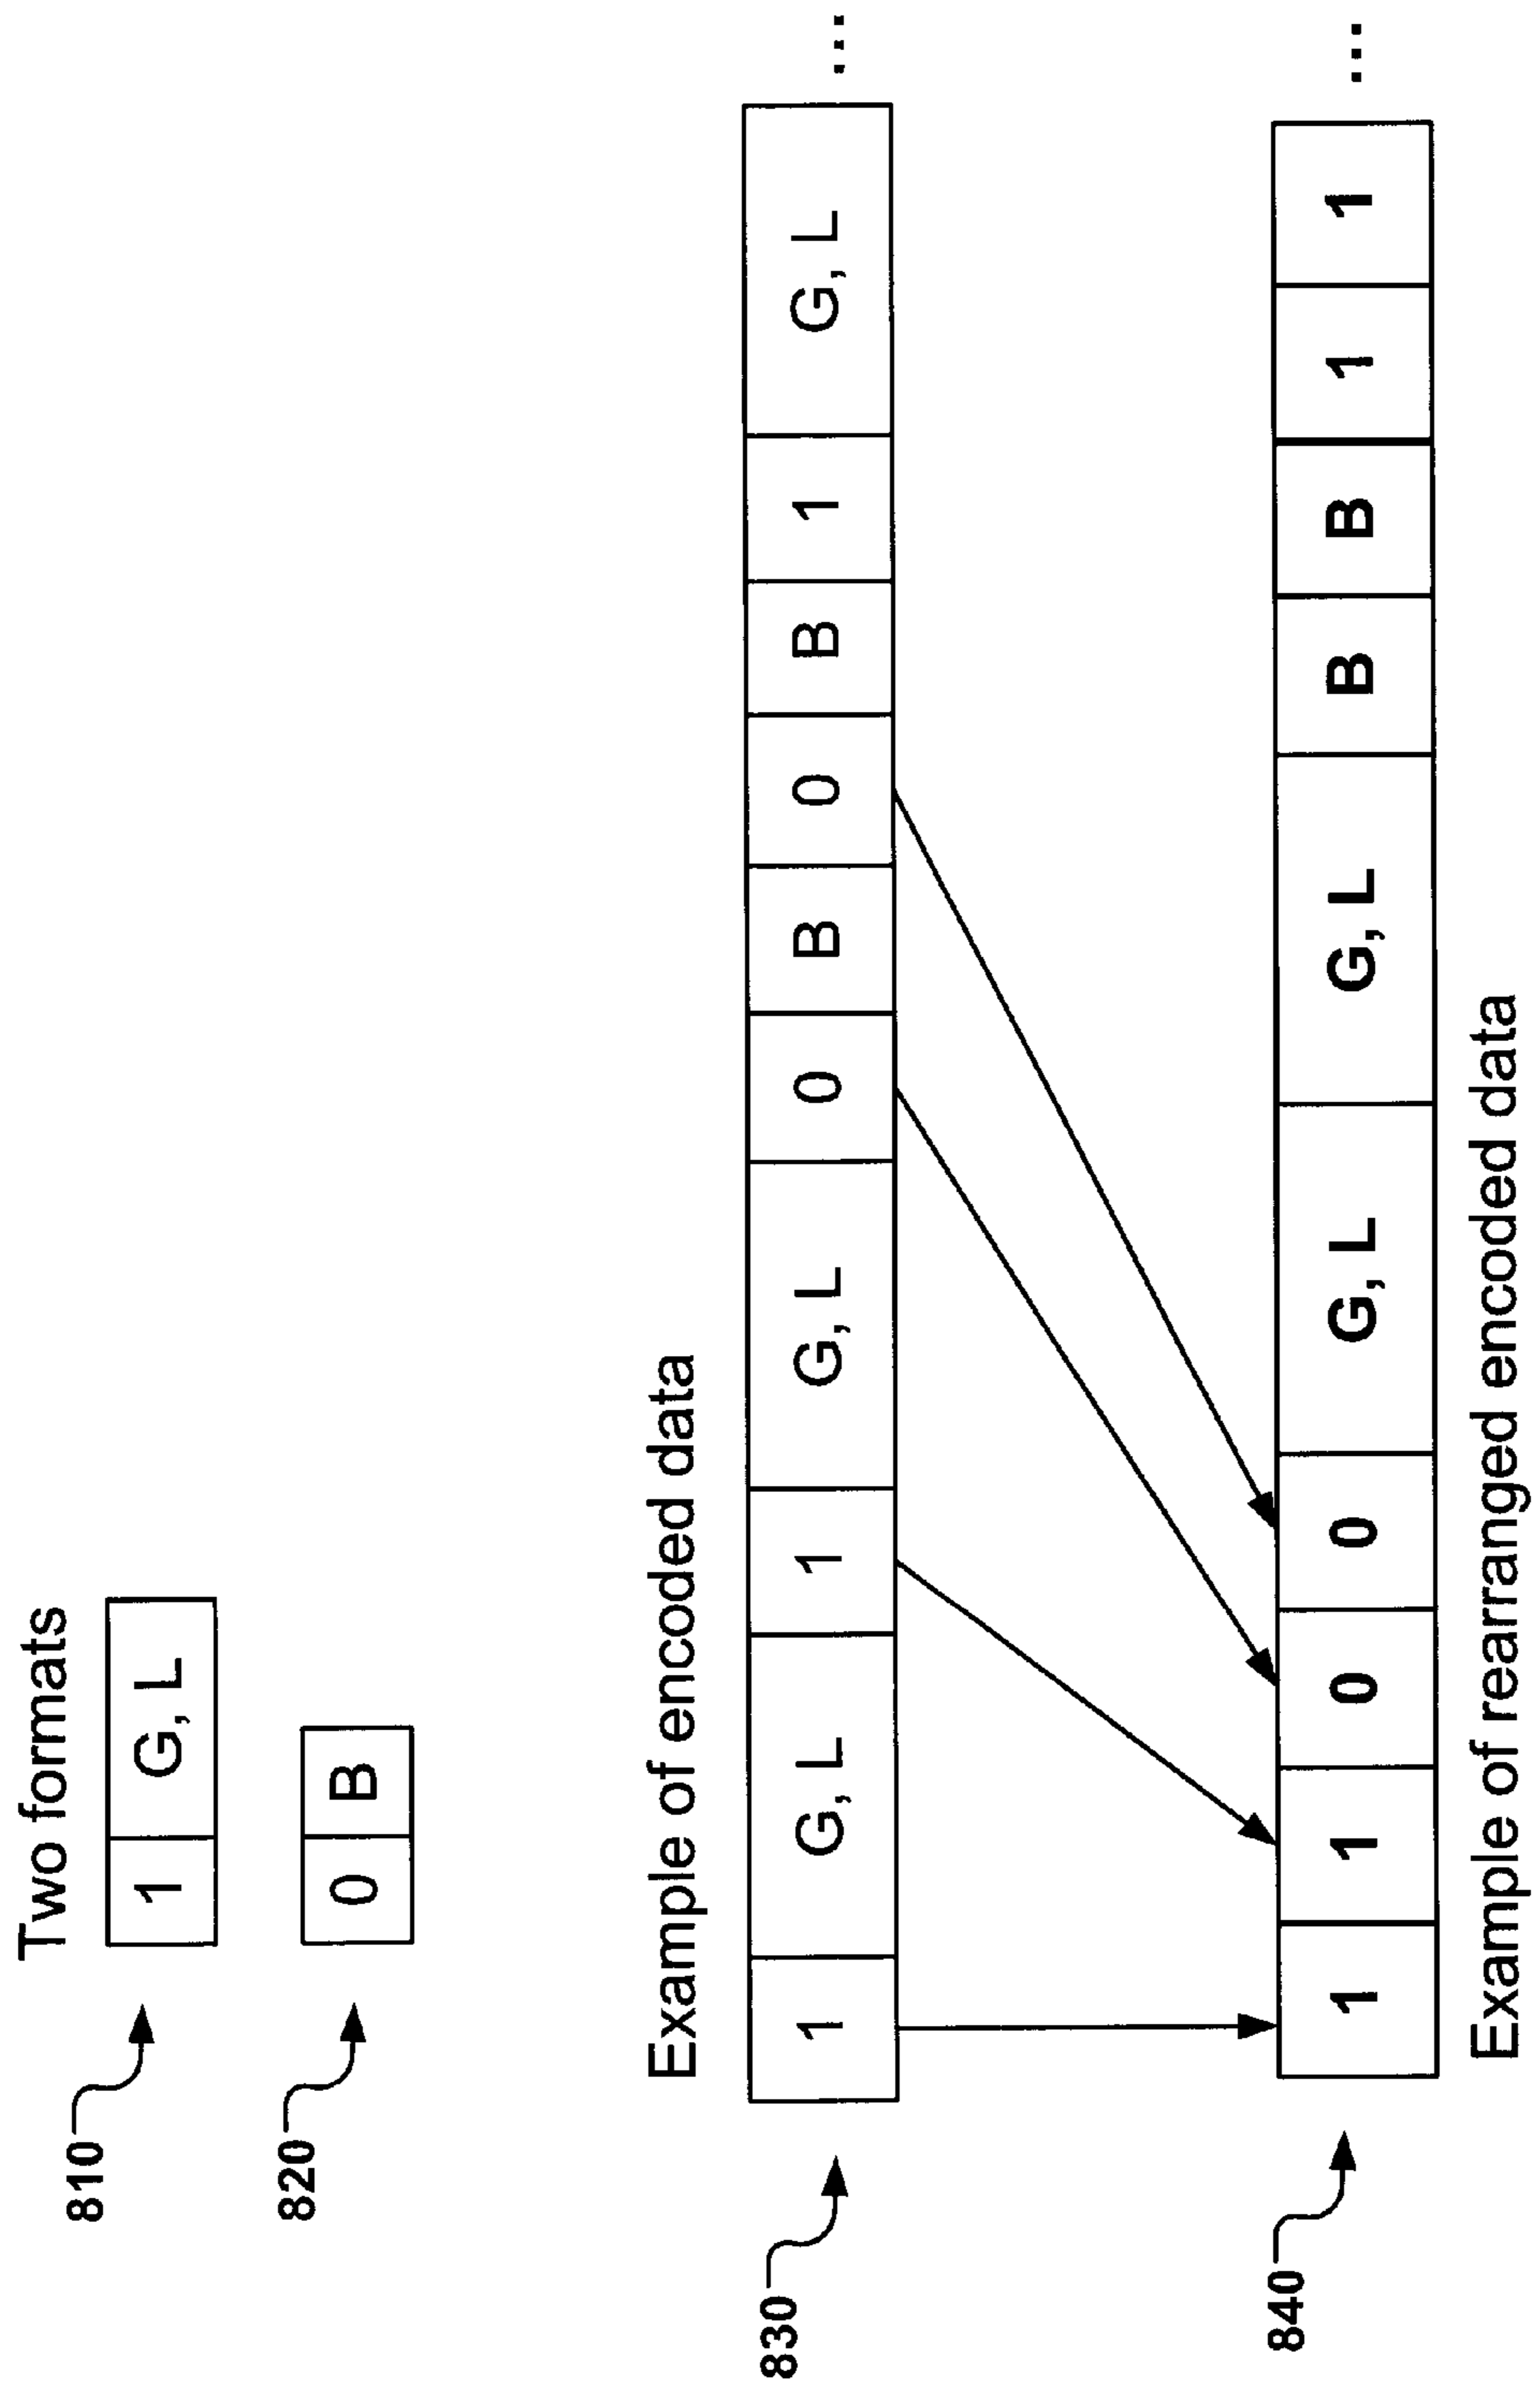 Two formats
810 1 G, L
820 0 B
Example of encoded data
830 1 G, L 1 G, L 0 B 0 B 1 G, L ...
840 1 1 0 0 G, L G, L B B 1 1 ...
Example of rearranged encoded data